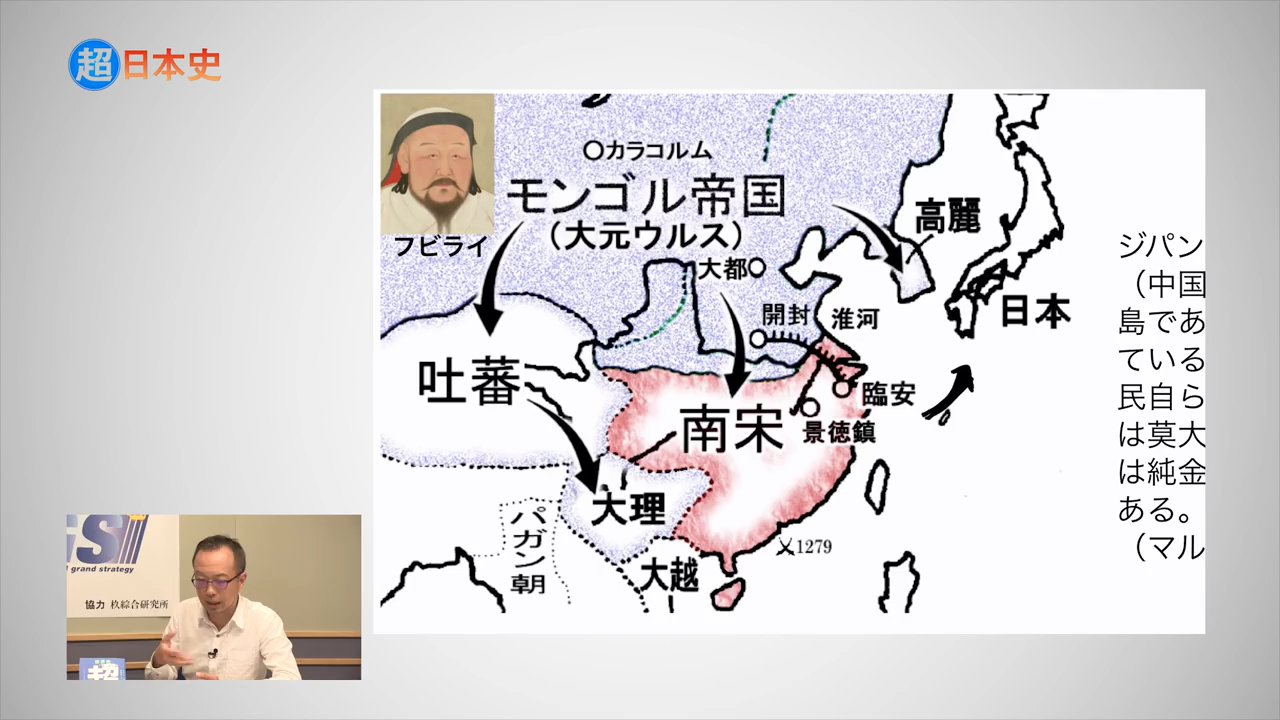 超日本史
カラコルム
モンゴル帝国
(大元ウルス)
フビライ
大都
高麗
日本
開封
淮河
吐蕃
臨安
南宋
景徳鎮
大理
パガン朝
大越
1279
ジパン
（中国
島であ
ている
民自ら
は莫大
は純金
ある。
（マル
GSI
grand strategy
協力 杦綜合研究所
超